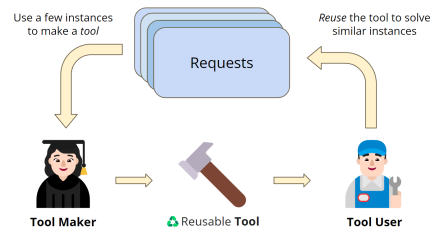 Use a few instances
to make a tool
Requests
Reuse the tool to solve
similar instances
Tool Maker
Reusable Tool
Tool User